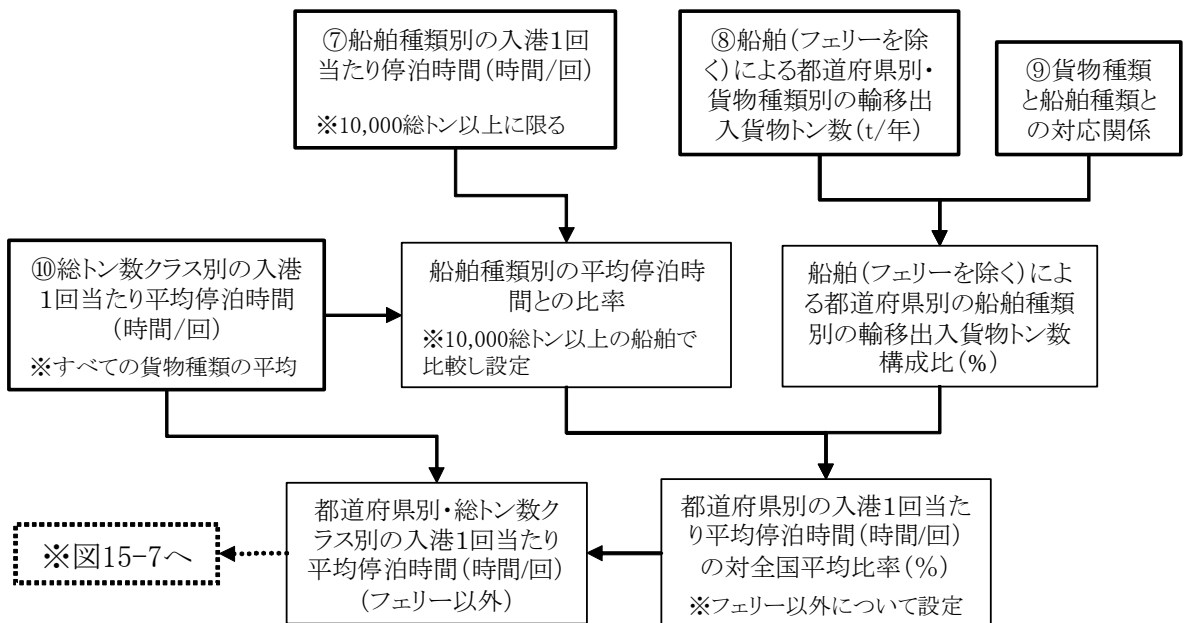 ⑦船舶種類別の入港1回
当たり停泊時間(時間/回)
※10,000総トン以上に限る
⑧船舶(フェリーを除
く)による都道府県別・
貨物種類別の輸移出
入貨物トン数(t/年)
⑨貨物種類
と船舶種類と
の対応関係
⑩総トン数クラス別の入港
1回当たり平均停泊時間
(時間/回)
※すべての貨物種類の平均
船舶種類別の平均停泊時
間との比率
※10,000総トン以上の船舶で
比較し設定
船舶(フェリーを除く)によ
る都道府県別の船舶種類
別の輸移出入貨物トン数
構成比(%)
※図15-7へ
都道府県別・総トン数ク
ラス別の入港1回当たり
平均停泊時間(時間/回)
(フェリー以外)
都道府県別の入港1回当た
り平均停泊時間(時間/回)
の対全国平均比率(%)
※フェリー以外について設定